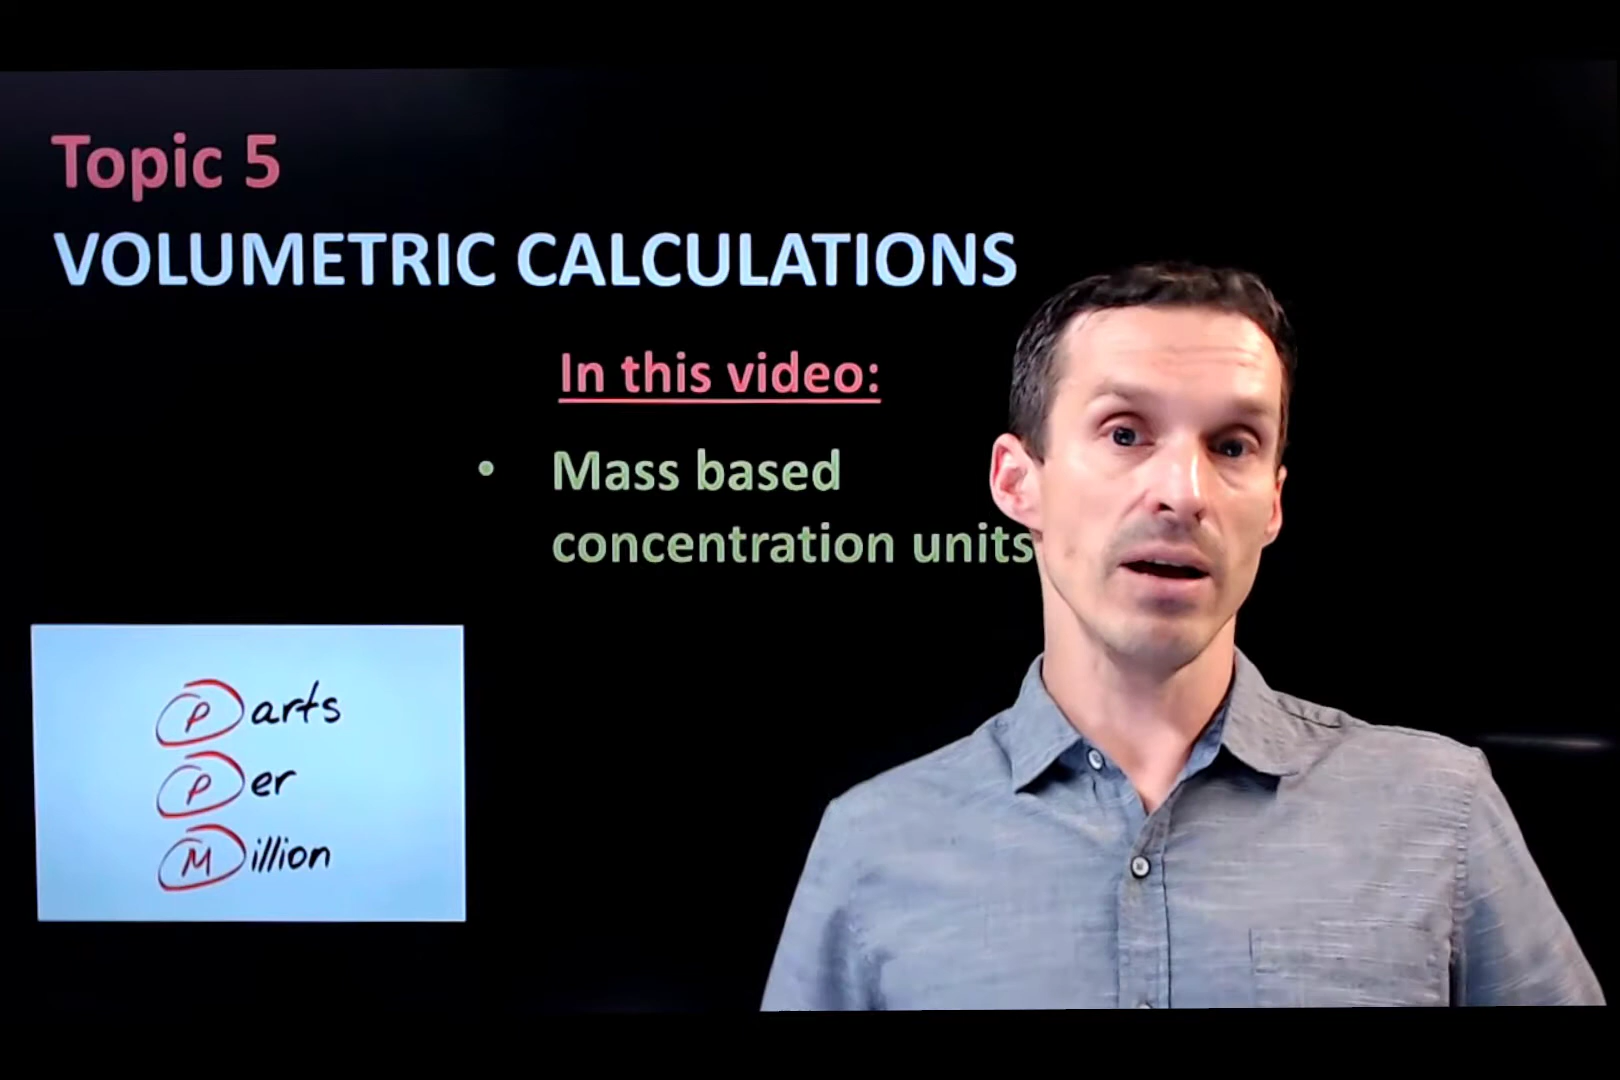 Topic 5
VOLUMETRIC CALCULATIONS
In this video:
• Mass based
concentration units
Parts
Per
Million